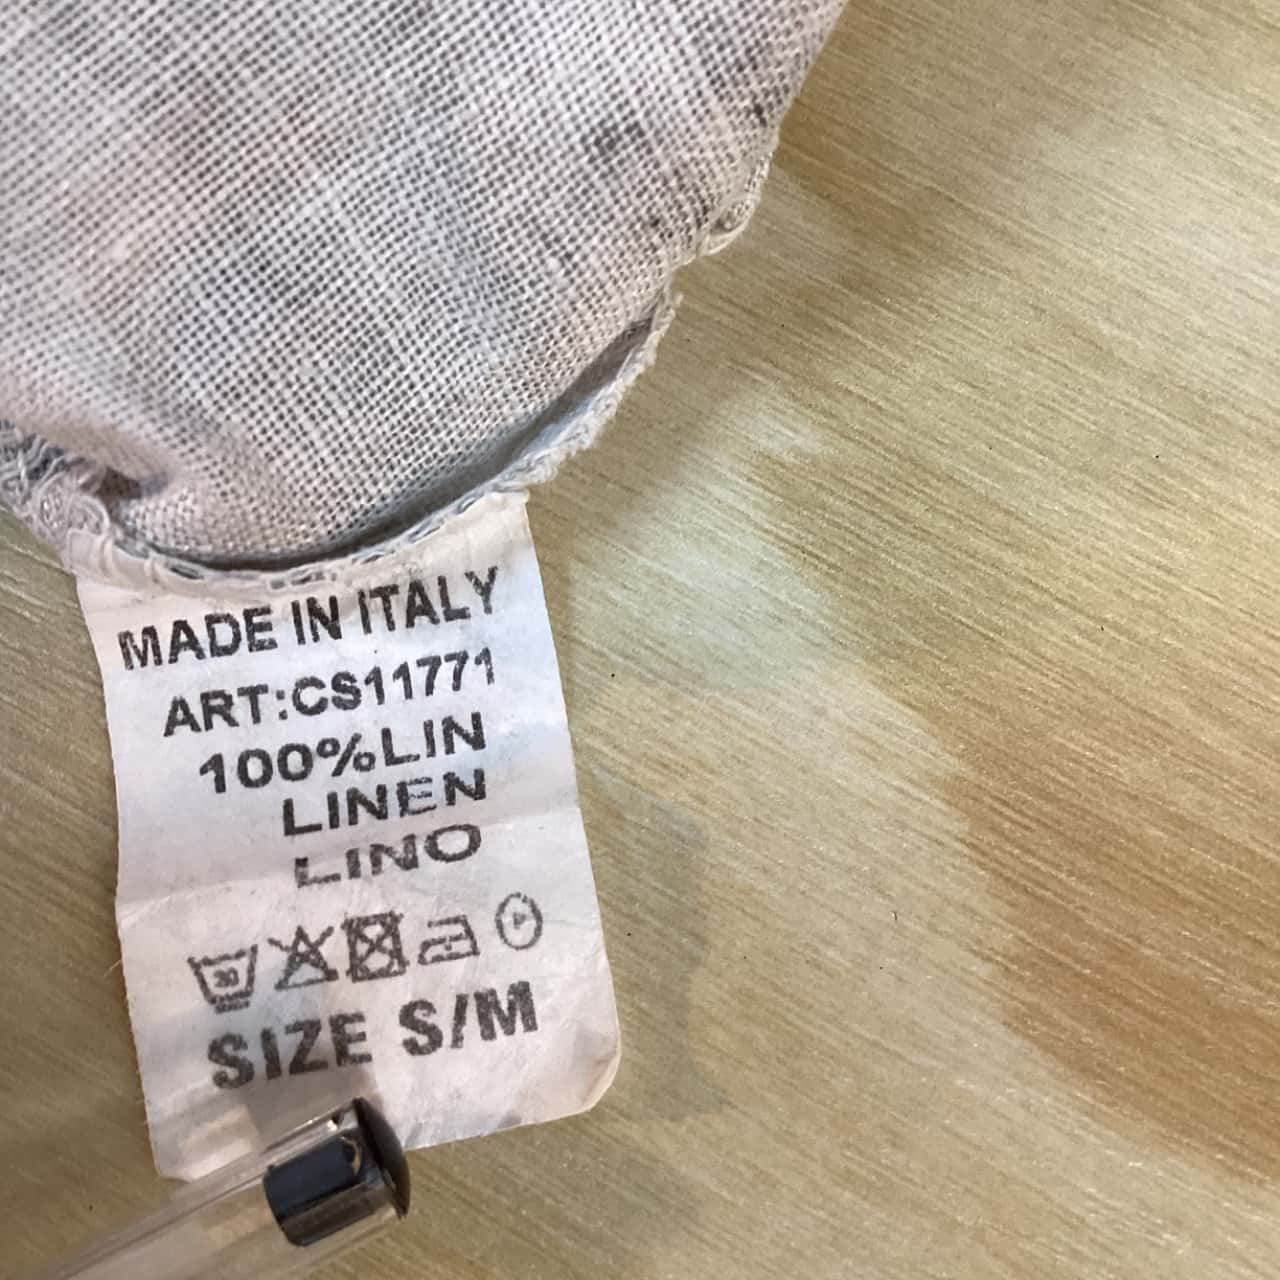 MADE IN ITALY
ART:CS11771
100%LIN
LINEN
LINO
SIZE S/M